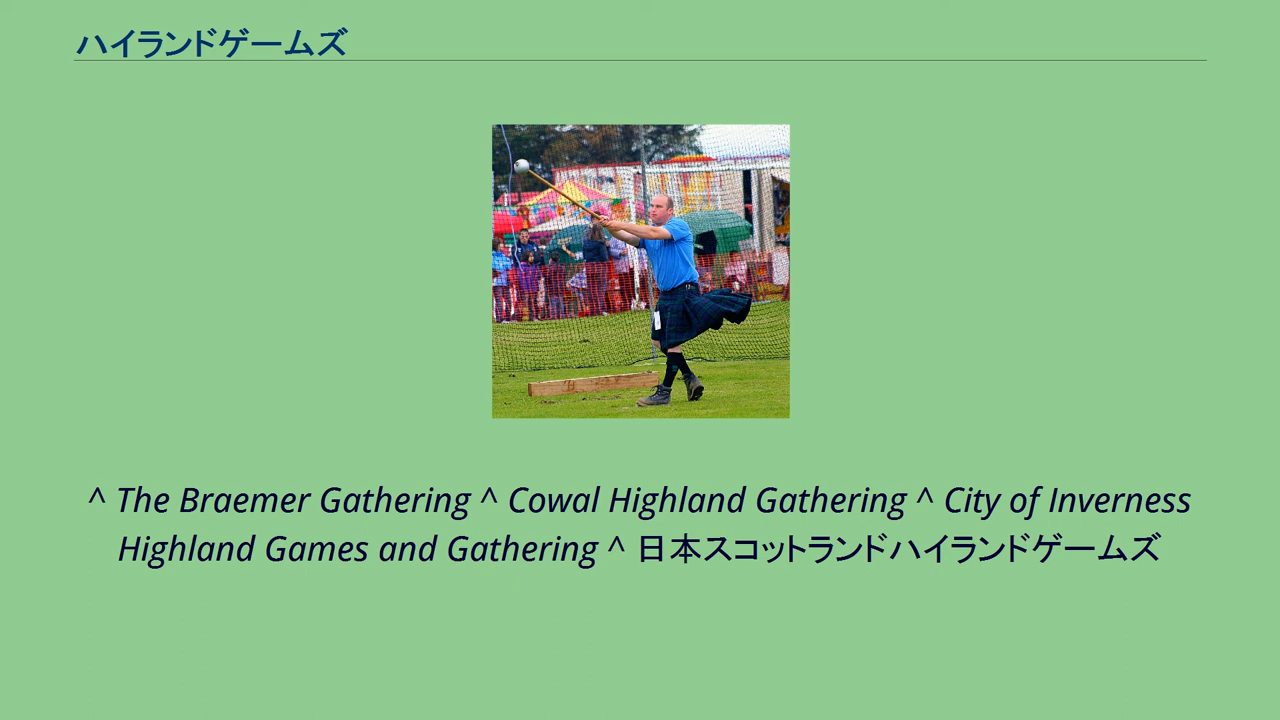 ハイランドゲームズ
^ The Braemer Gathering ^ Cowal Highland Gathering ^ City of Inverness
Highland Games and Gathering ^ 日本スコットランドハイランドゲームズ